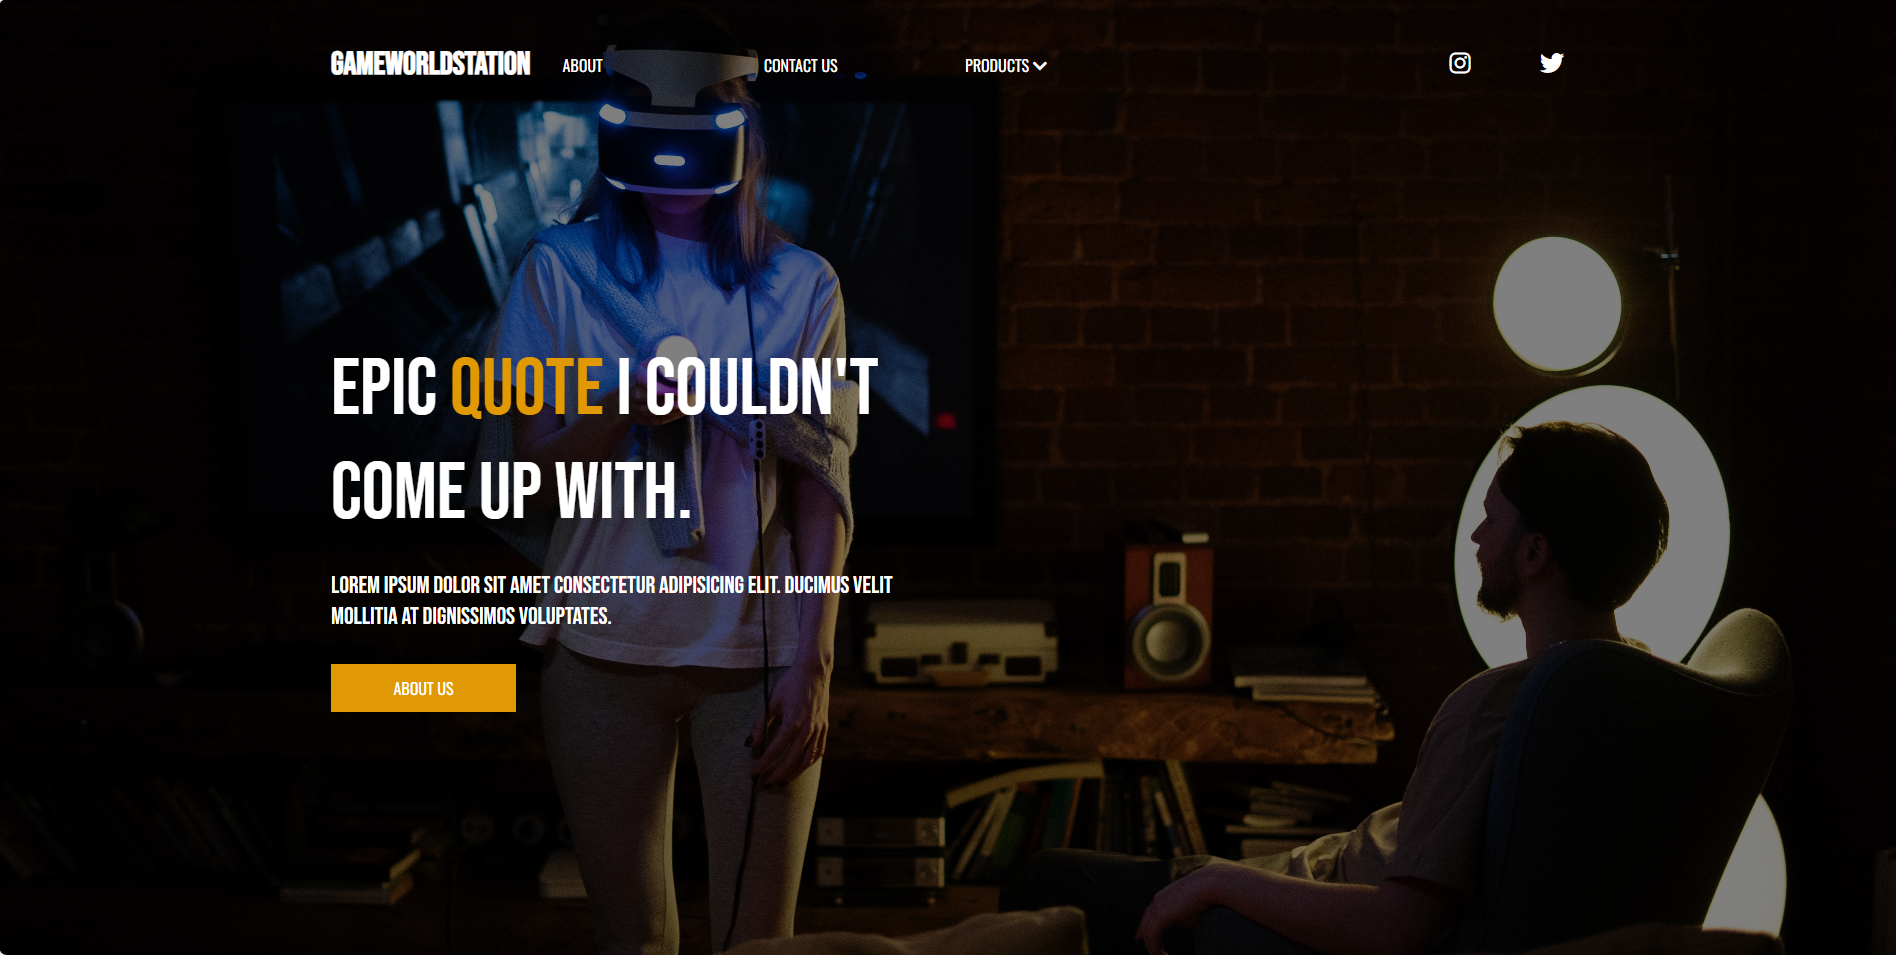 GAMEWORLDSTATION ABOUT CONTACT US PRODUCTS
EPIC QUOTE I COULDN'T
COME UP WITH.
LOREM IPSUM DOLOR SIT AMET CONSECTETUR ADIPISICING ELIT. DUCIMUS VELIT
MOLLITIA AT DIGNISSIMOS VOLUPTATES.
ABOUT US